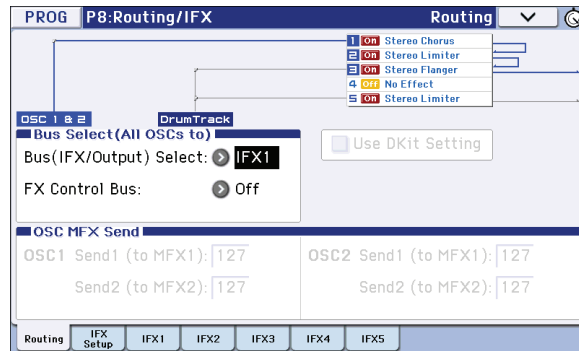 PROG P8:Routing/IFX Routing
1 On Stereo Chorus
2 On Stereo Limiter
3 On Stereo Flanger
4 Off No Effect
5 On Stereo Limiter
OSC 1 & 2 DrumTrack
Bus Select(All OSCs to)
Bus(IFX/Output) Select: IFX1
Use DKit Setting
FX Control Bus: Off
OSC MFX Send
OSC1 Send1 (to MFX1): 127 OSC2 Send1 (to MFX1): 127
Send2 (to MFX2): 127 Send2 (to MFX2): 127
Routing IFX Setup IFX1 IFX2 IFX3 IFX4 IFX5